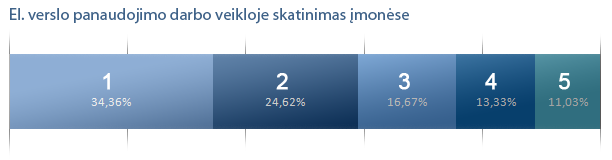 El. verslo panaudojimo darbo veikloje skatinimas įmonėse
1 2 3 4 5
34,36% 24,62% 16,67% 13,33% 11,03%